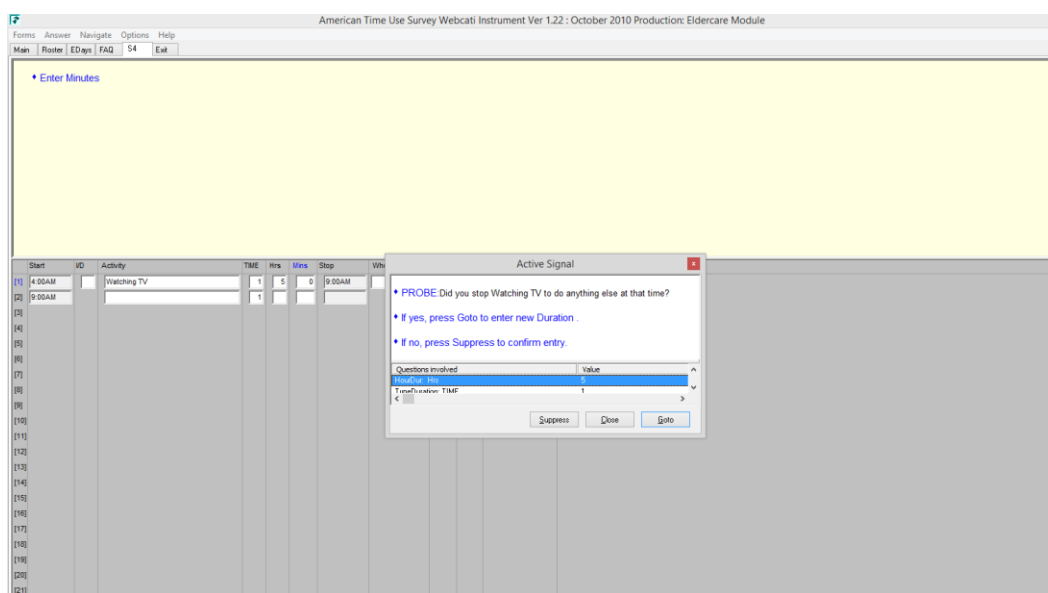 American Time Use Survey Webcati Instrument Ver 1.22 : October 2010 Production: Eldercare Module
Forms Answer Navigate Options Help
Main Roster EDays FAQ S4 Exit
Enter Minutes
Start I/D Activity TIME Hrs Mins Stop Wh
[1] 4:00AM Watching TV 1 5 0 9:00AM
[2] 9:00AM 1
[3]
[4]
[5]
[6]
[7]
[8]
[9]
[10]
[11]
[12]
[13]
[14]
[15]
[16]
[17]
[18]
[19]
[20]
[21]
Active Signal
x
PROBE:Did you stop Watching TV to do anything else at that time?
If yes, press Goto to enter new Duration .
If no, press Suppress to confirm entry.
Questions involved Value
HourDur: Hrs 5
TypeDuration: TIME 1
Suppress Close Goto